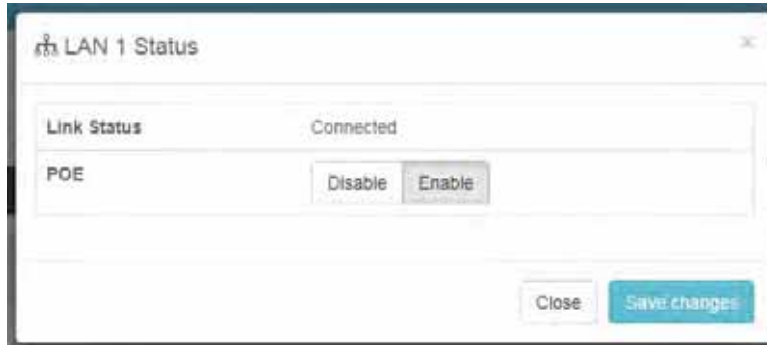 LAN 1 Status
Link Status Connected
POE Disable Enable
Close Save changes